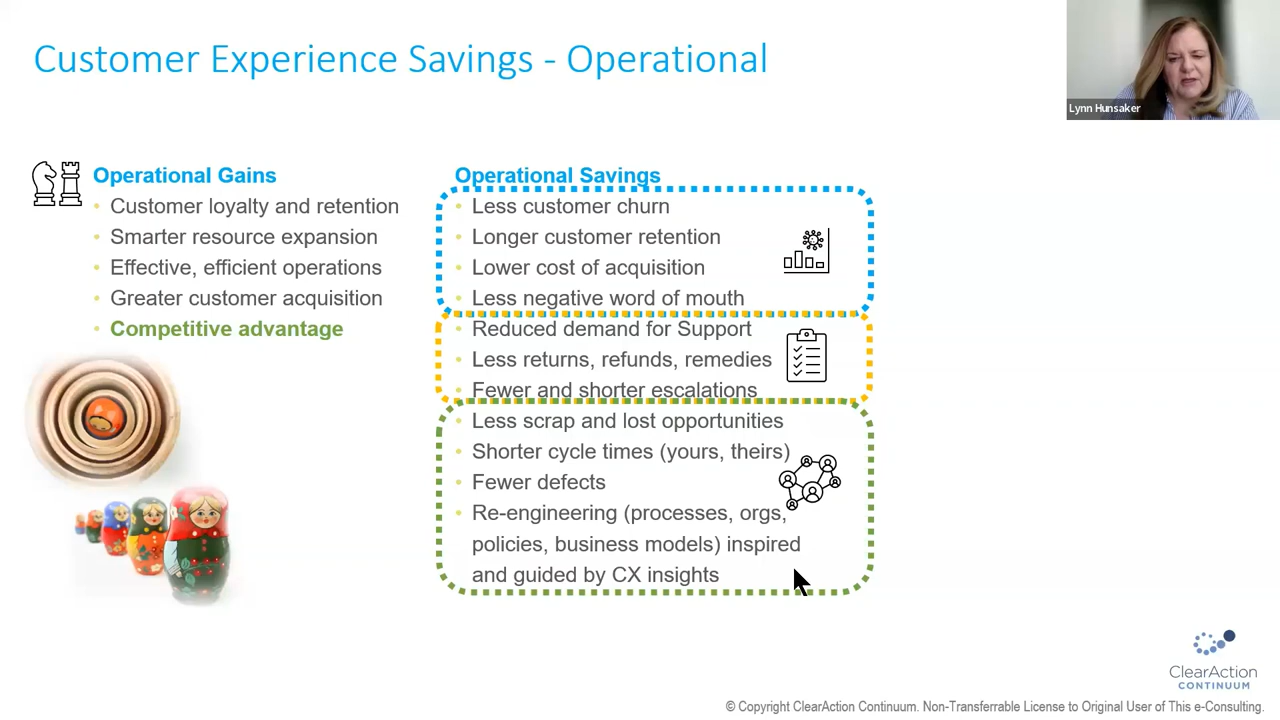 Customer Experience Savings - Operational
Lynn Hunsaker
Operational Gains
• Customer loyalty and retention
• Smarter resource expansion
• Effective, efficient operations
• Greater customer acquisition
• Competitive advantage
Operational Savings
• Less customer churn
• Longer customer retention
• Lower cost of acquisition
• Less negative word of mouth
• Reduced demand for Support
• Less returns, refunds, remedies
• Fewer and shorter escalations
• Less scrap and lost opportunities
• Shorter cycle times (yours, theirs)
• Fewer defects
• Re-engineering (processes, orgs,
policies, business models) inspired
and guided by CX insights
ClearAction
CONTINUUM
© Copyright ClearAction Continuum. Non-Transferrable License to Original User of This e-Consulting.